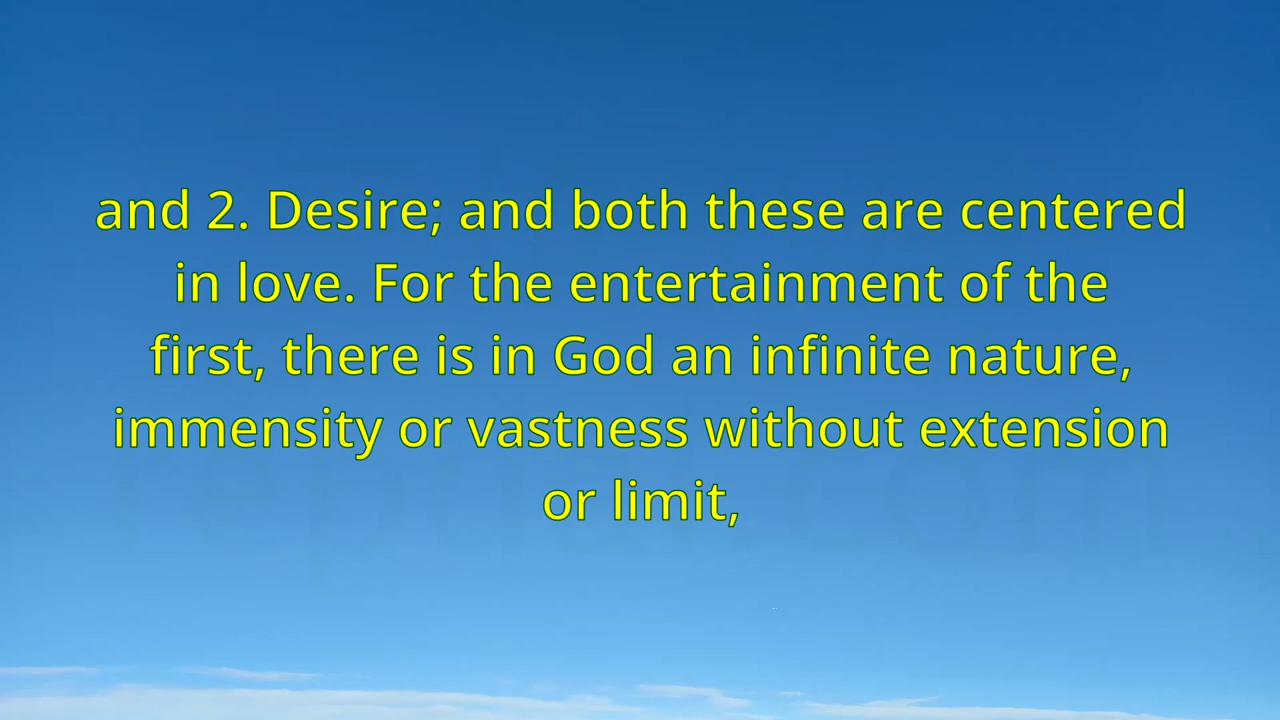 and 2. Desire; and both these are centered
in love. For the entertainment of the
first, there is in God an infinite nature,
immensity or vastness without extension
or limit,